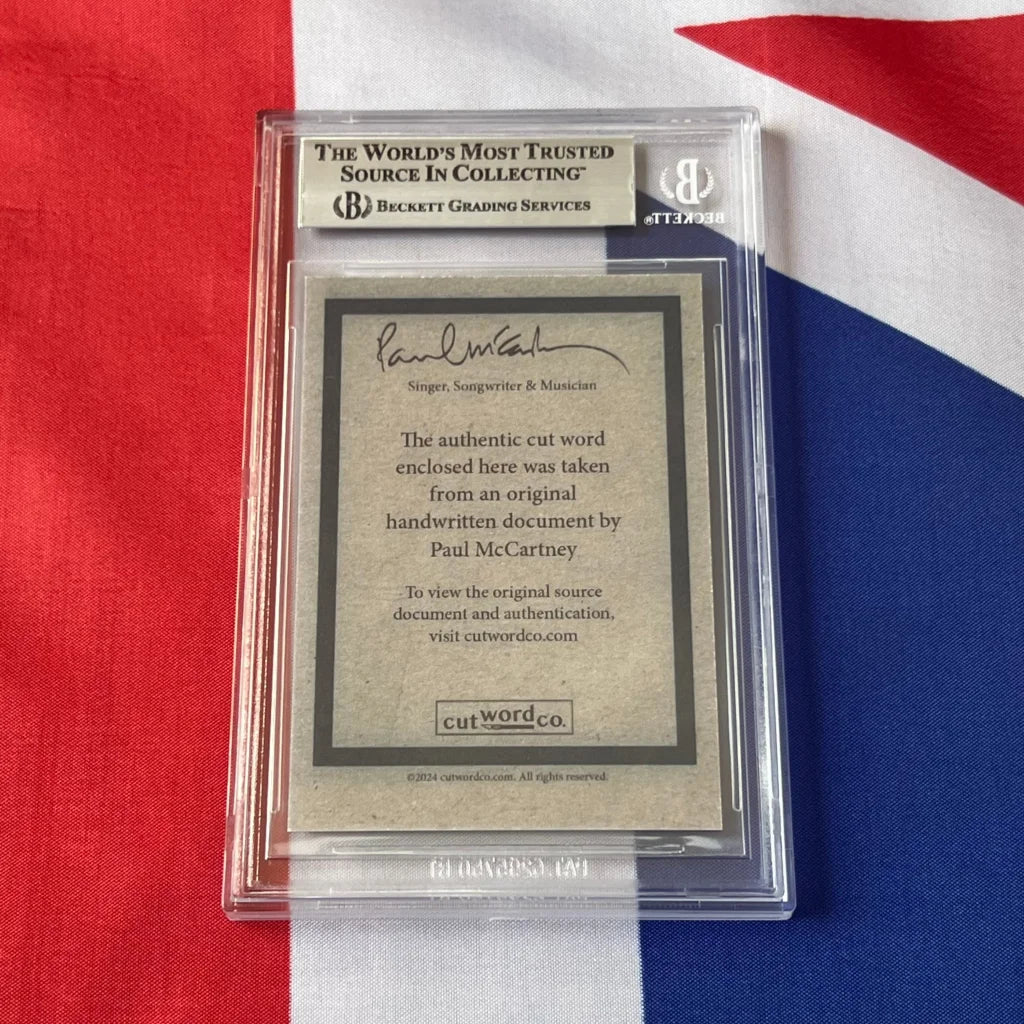 THE WORLD'S MOST TRUSTED
SOURCE IN COLLECTING™
B BECKETT GRADING SERVICES
B
BECKETT®
Paul McCartney
Singer, Songwriter & Musician
The authentic cut word
enclosed here was taken
from an original
handwritten document by
Paul McCartney
To view the original source
document and authentication,
visit cutwordco.com
cut word co.
©2024 cutwordco.com. All rights reserved.